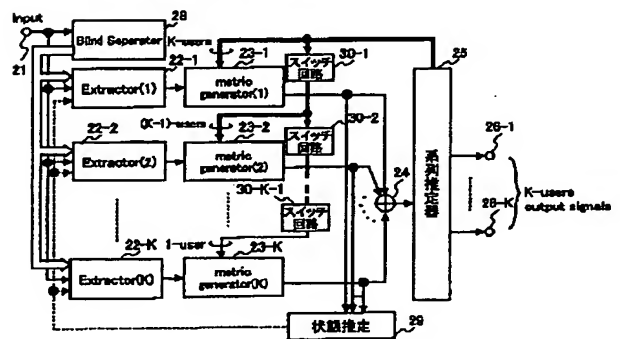 Input
21
28
Blind Separator
K-users
23-1
30-1
25
22-1
Extractor(1)
metric
generator(1)
スイッチ
回路
(K-1)-users
22-2
23-2
30-2
Extractor(2)
metric
generator(2)
スイッチ
回路
24
系列推定器
26-1
30-K-1
スイッチ
回路
K-users
output signals
26-K
22-K
1-user
23-K
Extractor(K)
metric
generator(K)
状態推定
29